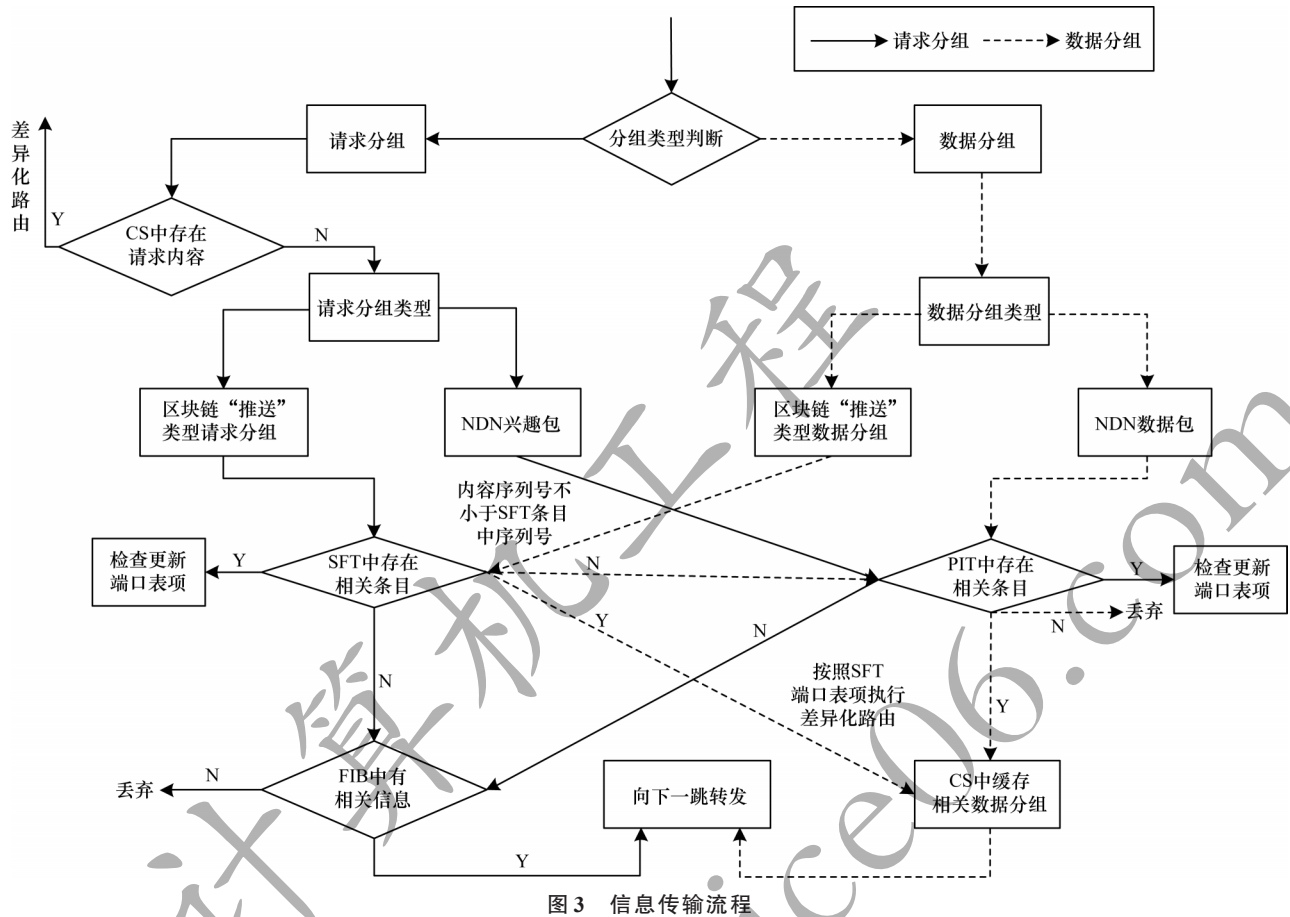 请求分组 数据分组
分组类型判断
请求分组
数据分组
差异化路由
Y
CS中存在
请求内容
N
请求分组类型
数据分组类型
区块链“推送”
类型请求分组
NDN兴趣包
区块链“推送”
类型数据分组
NDN数据包
内容序列号不
小于SFT条目
中序列号
检查更新
端口表项
Y
SFT中存在
相关条目
N
Y
PIT中存在
相关条目
Y
检查更新
端口表项
N
丢弃
N
N
按照SFT
端口表项执行
差异化路由
Y
丢弃
N
FIB中有
相关信息
向下一跳转发
CS中缓存
相关数据分组
Y
图3 信息传输流程
计算机工程
ice06.com